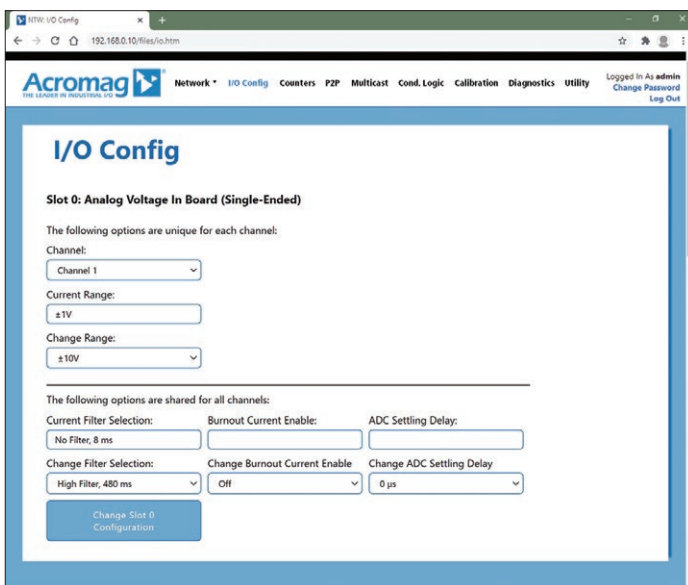 NTW: I/O Config
192.168.0.10/files/io.htm
Acromag
THE LEADER IN INDUSTRIAL I/O
Network I/O Config Counters P2P Multicast Cond. Logic Calibration Diagnostics Utility
Logged In As admin
Change Password
Log Out
I/O Config
Slot 0: Analog Voltage In Board (Single-Ended)
The following options are unique for each channel:
Channel:
Channel 1
Current Range:
±1V
Change Range:
±10V
The following options are shared for all channels:
Current Filter Selection: Burnout Current Enable: ADC Settling Delay:
No Filter, 8 ms
Change Filter Selection: Change Burnout Current Enable Change ADC Settling Delay
High Filter, 480 ms Off 0 µs
Change Slot 0
Configuration